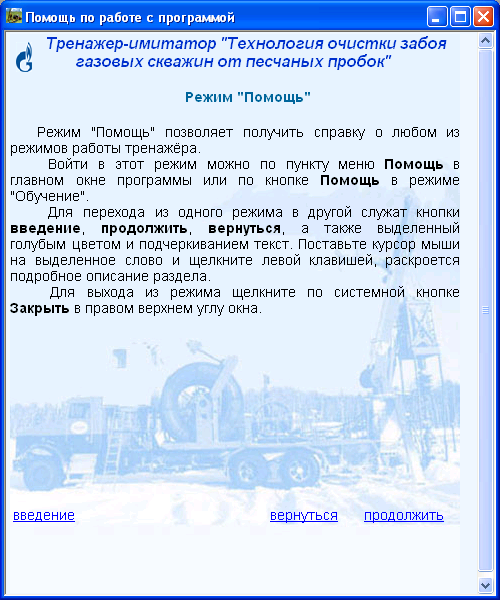 Помощь по работе с программой
Тренажер-имитатор "Технология очистки забоя
газовых скважин от песчаных пробок"
Режим "Помощь"
Режим "Помощь" позволяет получить справку о любом из
режимов работы тренажёра.
Войти в этот режим можно по пункту меню Помощь в
главном окне программы или по кнопке Помощь в режиме
"Обучение".
Для перехода из одного режима в другой служат кнопки
введение, продолжить, вернуться, а также выделенный
голубым цветом и подчеркиванием текст. Поставьте курсор мыши
на выделенное слово и щелкните левой клавишей, раскроется
подробное описание раздела.
Для выхода из режима щелкните по системной кнопке
Закрыть в правом верхнем углу окна.
введение вернуться продолжить